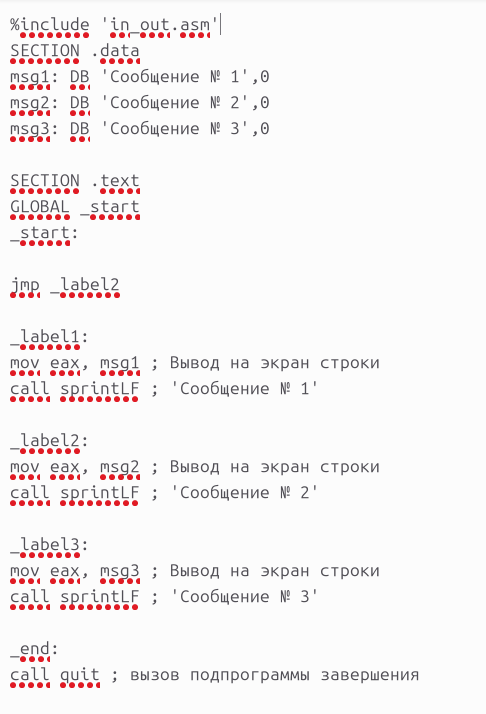 %include 'in_out.asm'
SECTION .data
msg1: DB 'Сообщение № 1',0
msg2: DB 'Сообщение № 2',0
msg3: DB 'Сообщение № 3',0
SECTION .text
GLOBAL _start
_start:
jmp _label2
_label1:
mov eax, msg1 ; Вывод на экран строки
call sprintLF ; 'Сообщение № 1'
_label2:
mov eax, msg2 ; Вывод на экран строки
call sprintLF ; 'Сообщение № 2'
_label3:
mov eax, msg3 ; Вывод на экран строки
call sprintLF ; 'Сообщение № 3'
_end:
call quit ; вызов подпрограммы завершения